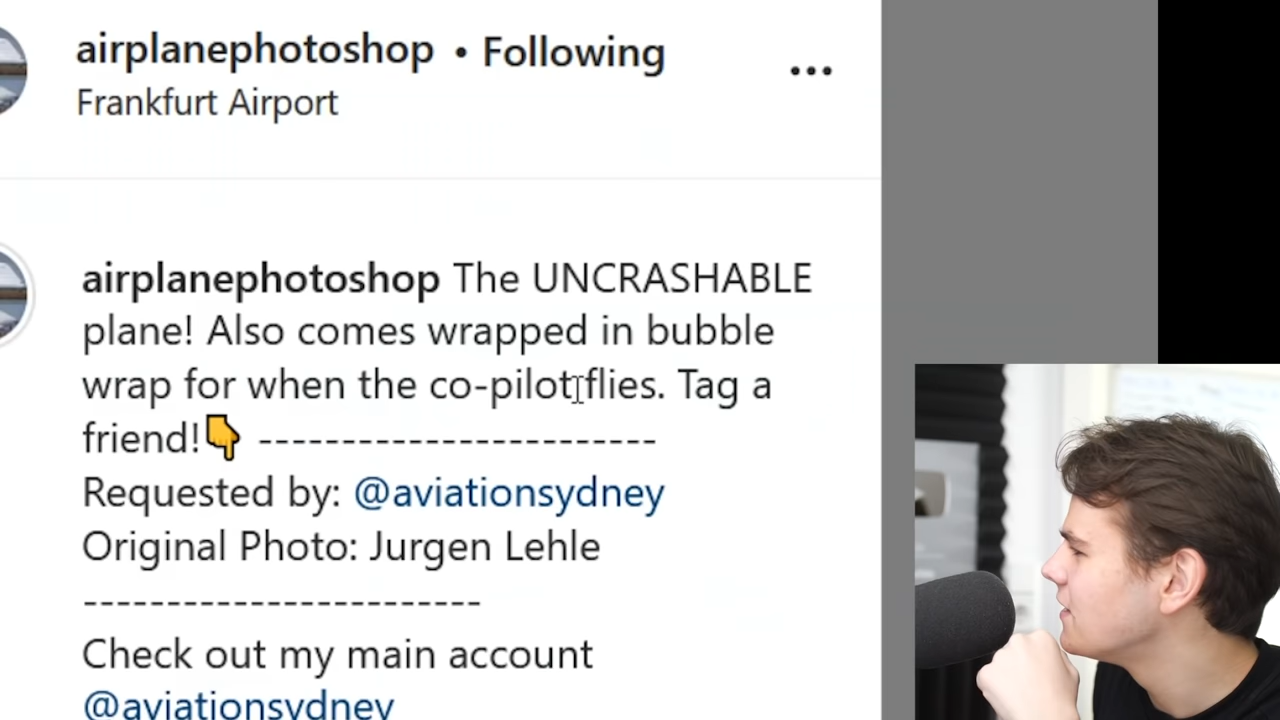 airplanephotoshop • Following
Frankfurt Airport
airplanephotoshop The UNCRASHABLE
plane! Also comes wrapped in bubble
wrap for when the co-pilot flies. Tag a
friend!👇 ------------------------
Requested by: @aviationsydney
Original Photo: Jurgen Lehle
------------------------
Check out my main account
@aviationsydney